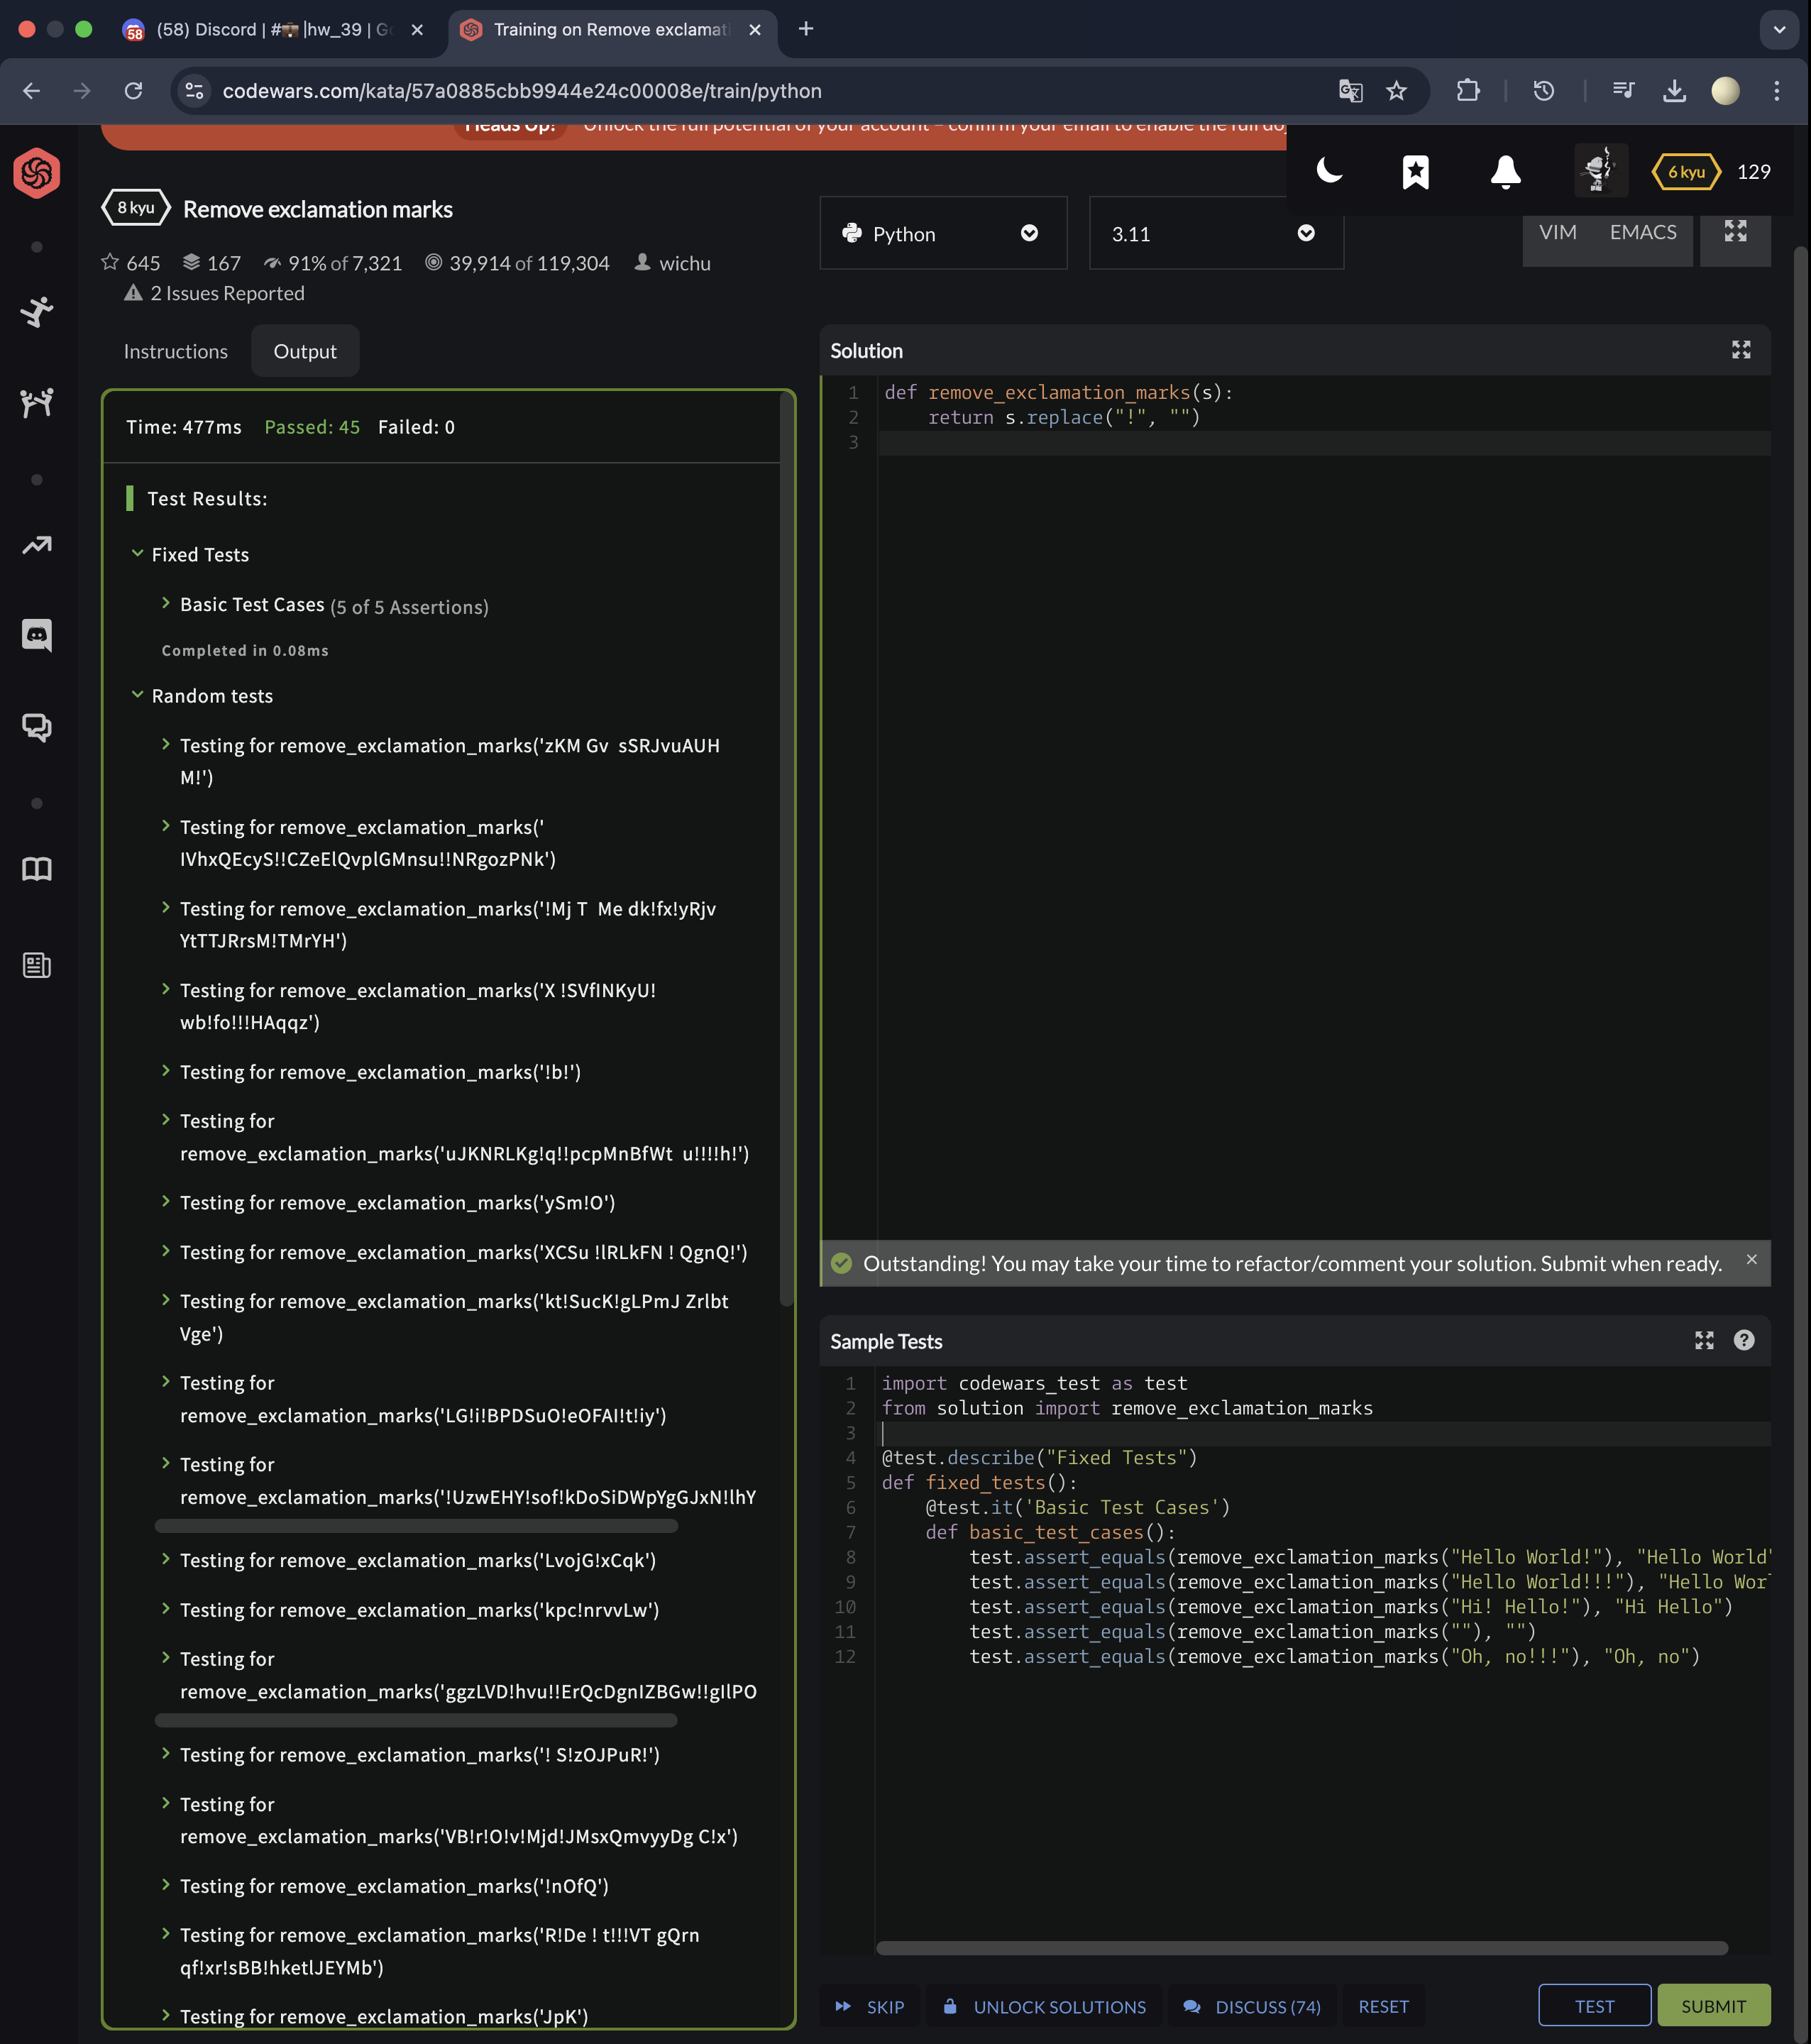 (58) Discord | #💼|hw_39 | Go
Training on Remove exclamat
codewars.com/kata/57a0885cbb9944e24c00008e/train/python
Heads Up! Unlock the full potential of your account – confirm your email to enable the full do
6 kyu 129
8 kyu Remove exclamation marks
645 167 91% of 7,321 39,914 of 119,304 wichu
2 Issues Reported
Python
3.11
VIM EMACS
Instructions Output
Time: 477ms Passed: 45 Failed: 0
Test Results:
Fixed Tests
Basic Test Cases (5 of 5 Assertions)
Completed in 0.08ms
Random tests
Testing for remove_exclamation_marks('zKM Gv  sSRJvuAUH
M!')
Testing for remove_exclamation_marks('
IVhxQEcyS!!CZeElQvplGMnsu!!NRgozPNk')
Testing for remove_exclamation_marks('!Mj T  Me dk!fx!yRjv
YtTTJRrsM!TMrYH')
Testing for remove_exclamation_marks('X !SVfINKyU!
wb!fo!!!HAqqz')
Testing for remove_exclamation_marks('!b!')
Testing for
remove_exclamation_marks('uJKNRLKg!q!!pcpMnBfWt  u!!!!h!')
Testing for remove_exclamation_marks('ySm!O')
Testing for remove_exclamation_marks('XCSu !lRLkFN ! QgnQ!')
Testing for remove_exclamation_marks('kt!SucK!gLPmJ Zrlbt
Vge')
Testing for
remove_exclamation_marks('LG!i!BPDSuO!eOFAI!t!iy')
Testing for
remove_exclamation_marks('!UzwEHY!sof!kDoSiDWpYgGJxN!lhY
Testing for remove_exclamation_marks('LvojG!xCqk')
Testing for remove_exclamation_marks('kpc!nrvvLw')
Testing for
remove_exclamation_marks('ggzLVD!hvu!!ErQcDgnIZBGw!!gIlPO
Testing for remove_exclamation_marks('! S!zOJPuR!')
Testing for
remove_exclamation_marks('VB!r!O!v!Mjd!JMsxQmvyyDg C!x')
Testing for remove_exclamation_marks('!nOfQ')
Testing for remove_exclamation_marks('R!De ! t!!!VT gQrn
qf!xr!sBB!hketlJEYMb')
Testing for remove_exclamation_marks('JpK')
Solution
1 def remove_exclamation_marks(s):
2     return s.replace("!", "")
3
Outstanding! You may take your time to refactor/comment your solution. Submit when ready.
Sample Tests
1 import codewars_test as test
2 from solution import remove_exclamation_marks
3
4 @test.describe("Fixed Tests")
5 def fixed_tests():
6     @test.it('Basic Test Cases')
7     def basic_test_cases():
8         test.assert_equals(remove_exclamation_marks("Hello World!"), "Hello World"
9         test.assert_equals(remove_exclamation_marks("Hello World!!!"), "Hello Worl
10         test.assert_equals(remove_exclamation_marks("Hi! Hello!"), "Hi Hello")
11         test.assert_equals(remove_exclamation_marks(""), "")
12         test.assert_equals(remove_exclamation_marks("Oh, no!!!"), "Oh, no")
SKIP UNLOCK SOLUTIONS DISCUSS (74) RESET TEST SUBMIT